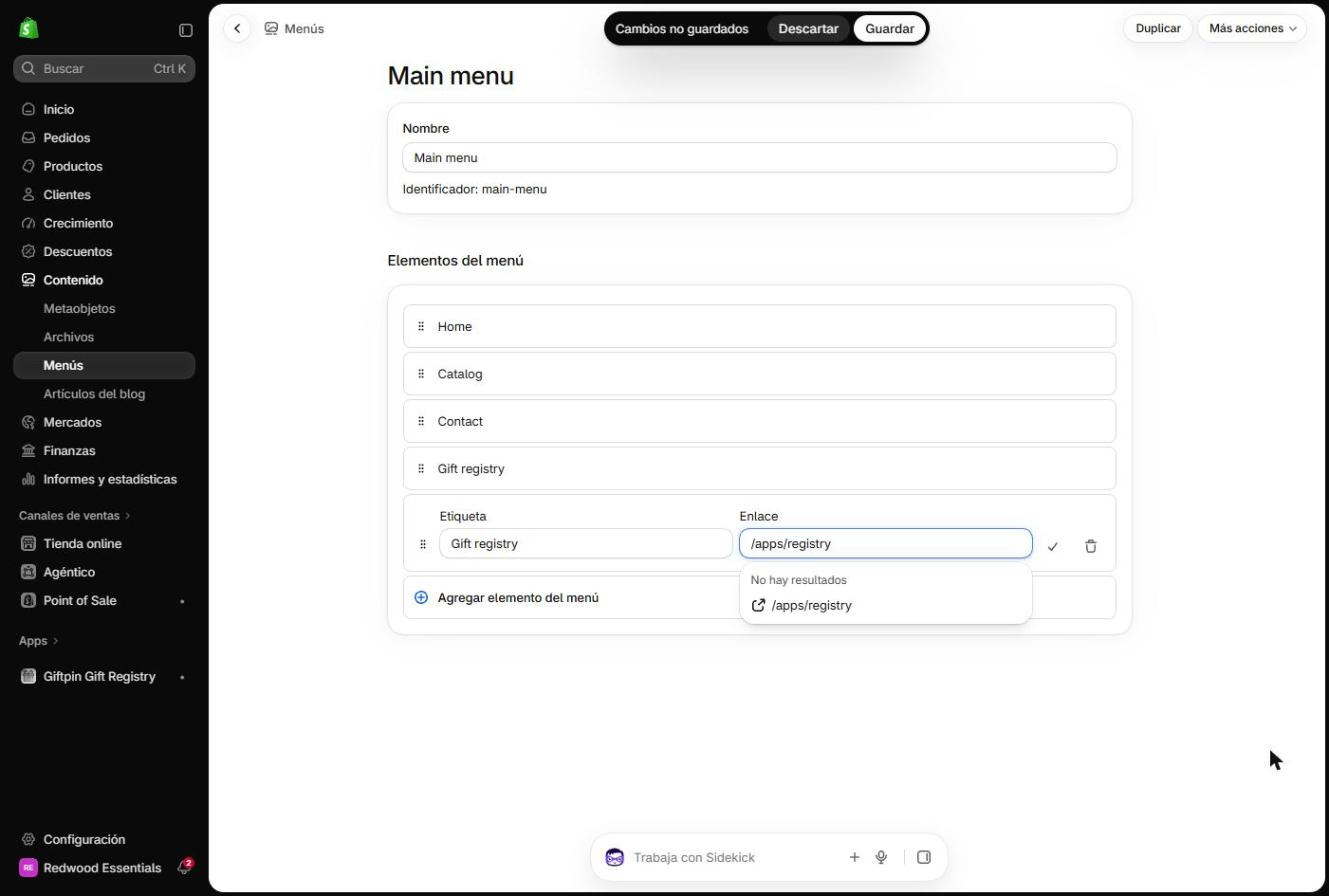 Buscar Ctrl K
Inicio
Pedidos
Productos
Clientes
Crecimiento
Descuentos
Contenido
Metaobjetos
Archivos
Menús
Artículos del blog
Mercados
Finanzas
Informes y estadísticas
Canales de ventas
Tienda online
Agéntico
Point of Sale
Apps
Giftpin Gift Registry
Configuración
RE Redwood Essentials 2
Menús
Cambios no guardados Descartar Guardar
Duplicar Más acciones
Main menu
Nombre
Main menu
Identificador: main-menu
Elementos del menú
Home
Catalog
Contact
Gift registry
Etiqueta Enlace
Gift registry /apps/registry
No hay resultados
/apps/registry
Agregar elemento del menú
Trabaja con Sidekick